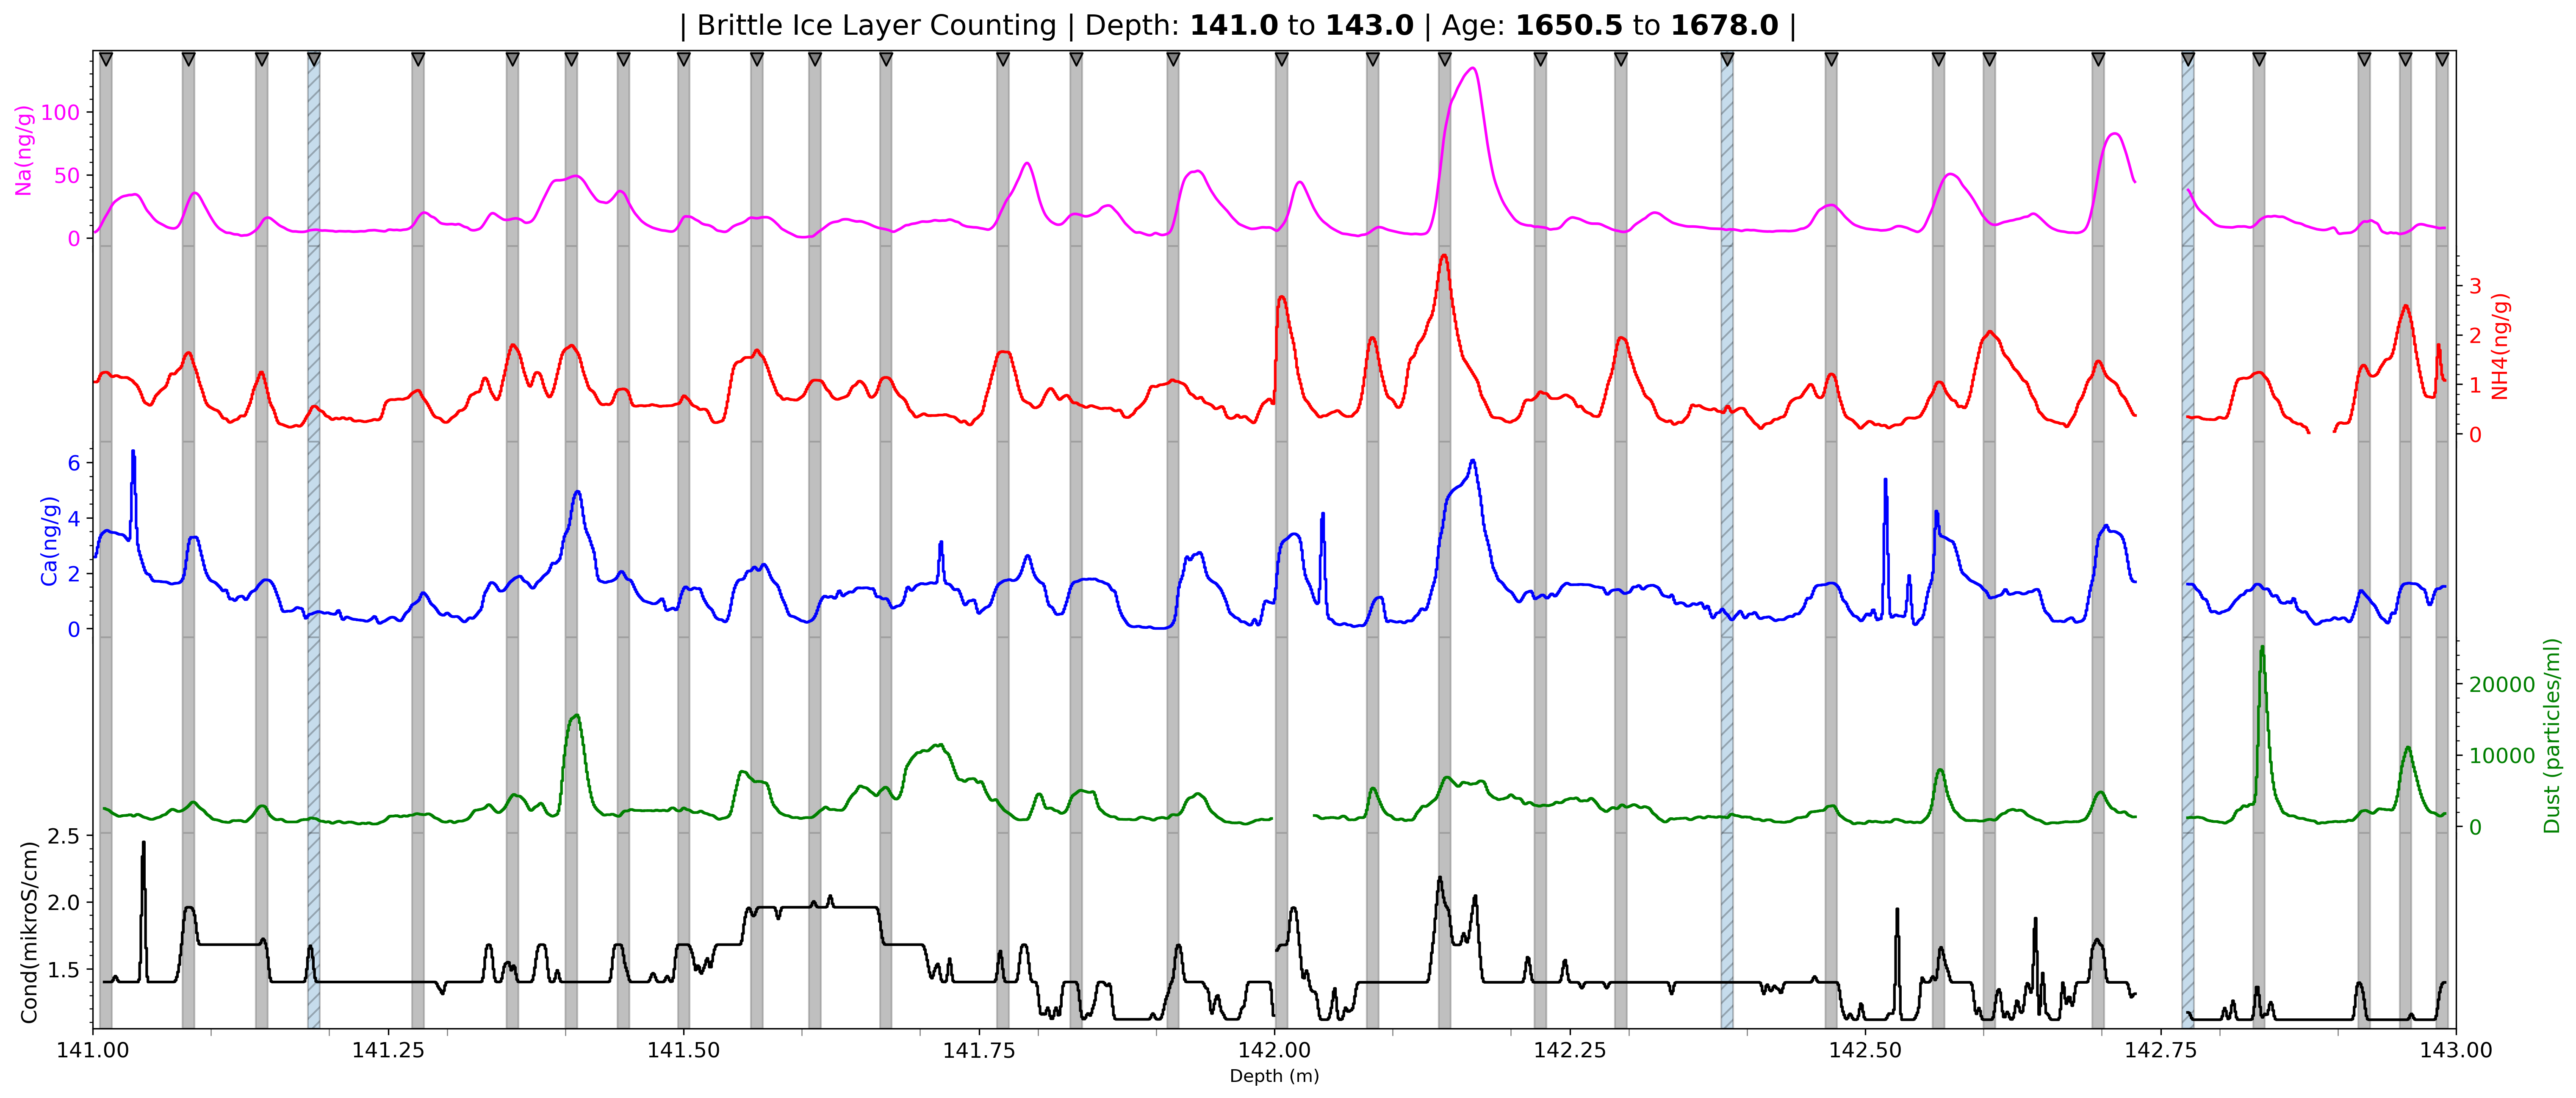 | Brittle Ice Layer Counting | Depth: 141.0 to 143.0 | Age: 1650.5 to 1678.0 |
Na(ng/g)
100
50
0
NH4(ng/g)
3
2
1
0
Ca(ng/g)
6
4
2
0
Dust (particles/ml)
20000
10000
0
Cond(mikroS/cm)
2.5
2.0
1.5
141.00 141.25 141.50 141.75 142.00 142.25 142.50 142.75 143.00
Depth (m)